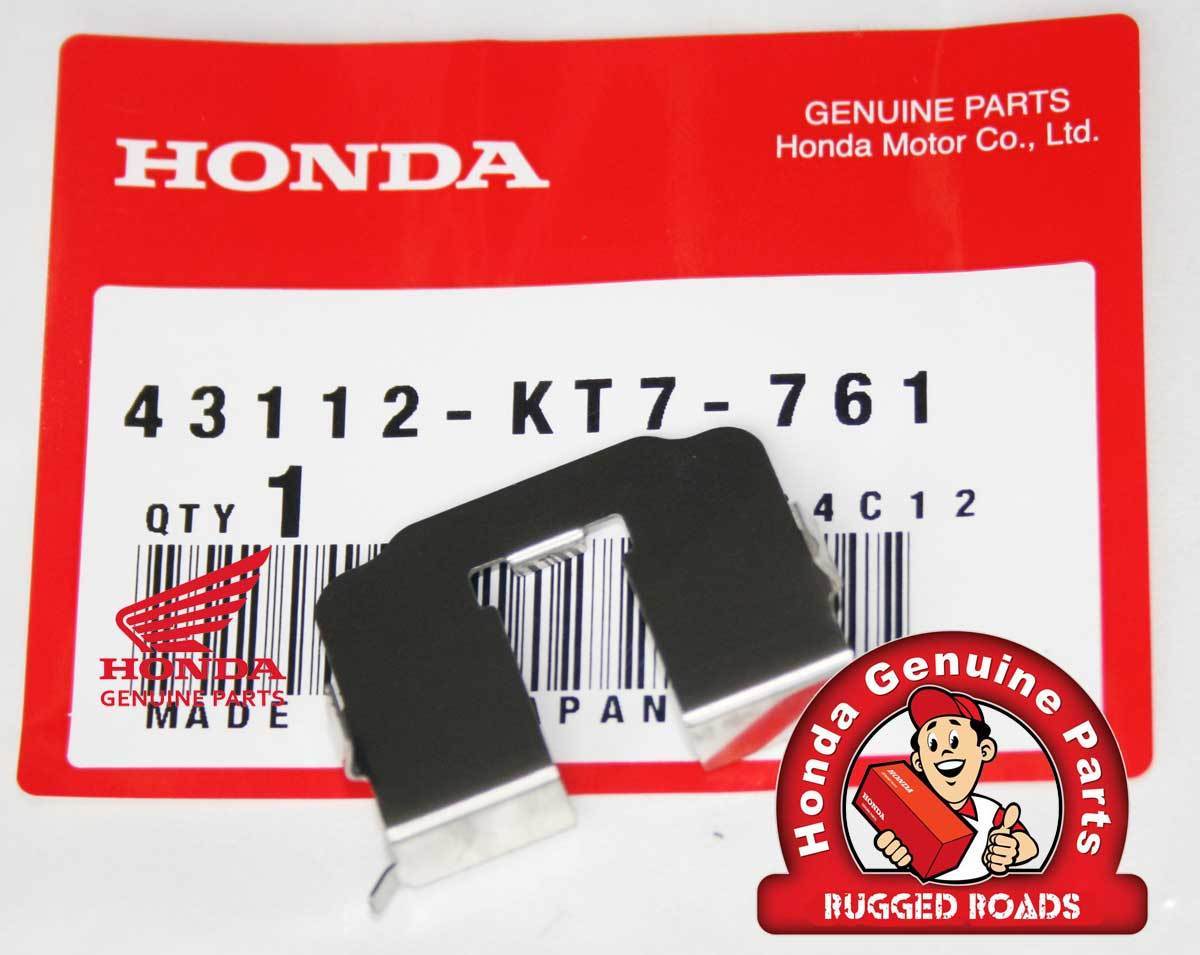 HONDA
GENUINE PARTS
Honda Motor Co., Ltd.
43112-KT7-761
QTY 1
4C12
HONDA
GENUINE PARTS
MADE PAN
Honda Genuine Parts
HONDA
HONDA
RUGGED ROADS